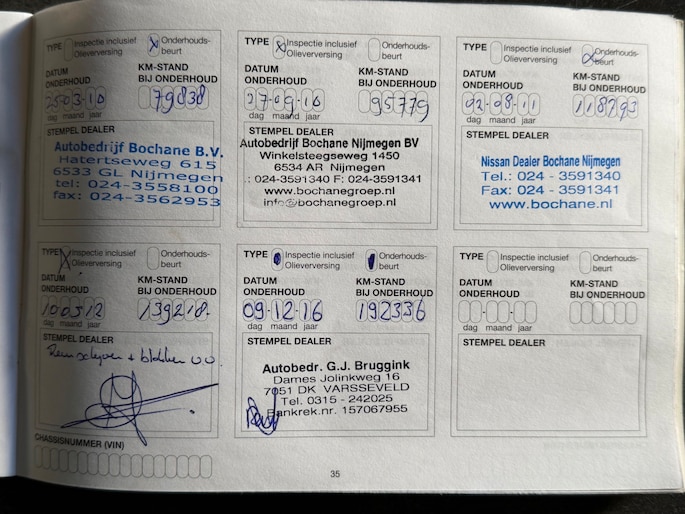 TYPE Inspectie inclusief Olieverversing X Onderhouds-beurt
DATUM ONDERHOUD
KM-STAND BIJ ONDERHOUD
25-03-10 79838
dag maand jaar
STEMPEL DEALER
Autobedrijf Bochane B.V.
Hatertseweg 615
6533 GL Nijmegen
tel: 024-3558100
fax: 024-3562953
TYPE X Inspectie inclusief Olieverversing Onderhouds-beurt
DATUM ONDERHOUD
KM-STAND BIJ ONDERHOUD
27-09-10 95779
dag maand jaar
STEMPEL DEALER
Autobedrijf Bochane Nijmegen BV
Winkelsteegseweg 1450
6534 AR Nijmegen
.: 024-3591340 F: 024-3591341
www.bochanegroep.nl
info@bochanegroep.nl
TYPE Inspectie inclusief Olieverversing Onderhouds-beurt
DATUM ONDERHOUD
KM-STAND BIJ ONDERHOUD
02-08-11 118793
dag maand jaar
STEMPEL DEALER
Nissan Dealer Bochane Nijmegen
Tel.: 024 - 3591340
Fax: 024 - 3591341
www.bochane.nl
TYPE X Inspectie inclusief Olieverversing Onderhouds-beurt
DATUM ONDERHOUD
KM-STAND BIJ ONDERHOUD
100512 139218.
dag maand jaar
STEMPEL DEALER
Remschijven + blokken
TYPE Inspectie inclusief Olieverversing Onderhouds-beurt
DATUM ONDERHOUD
KM-STAND BIJ ONDERHOUD
09-12-16 192336
dag maand jaar
STEMPEL DEALER
Autobedr. G.J. Bruggink
Dames Jolinkweg 16
7051 DK VARSSEVELD
Tel. 0315 - 242025
Bankrek.nr. 157067955
TYPE Inspectie inclusief Olieverversing Onderhouds-beurt
DATUM ONDERHOUD
KM-STAND BIJ ONDERHOUD
dag maand jaar
STEMPEL DEALER
CHASSISNUMMER (VIN)
35